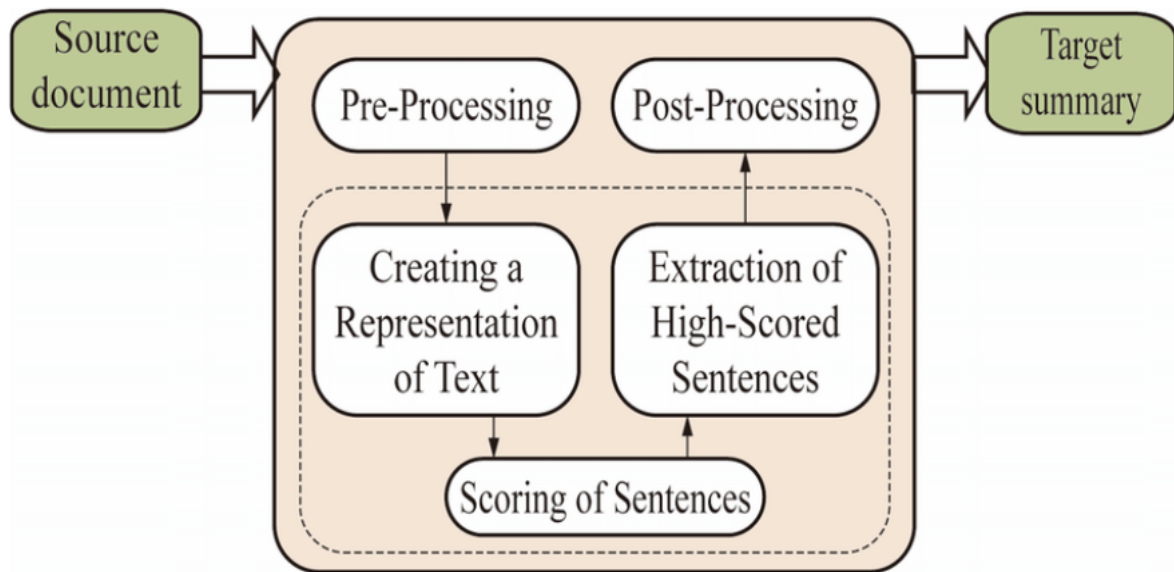 Source
document
Pre-Processing
Post-Processing
Target
summary
Creating a
Representation
of Text
Extraction of
High-Scored
Sentences
Scoring of Sentences